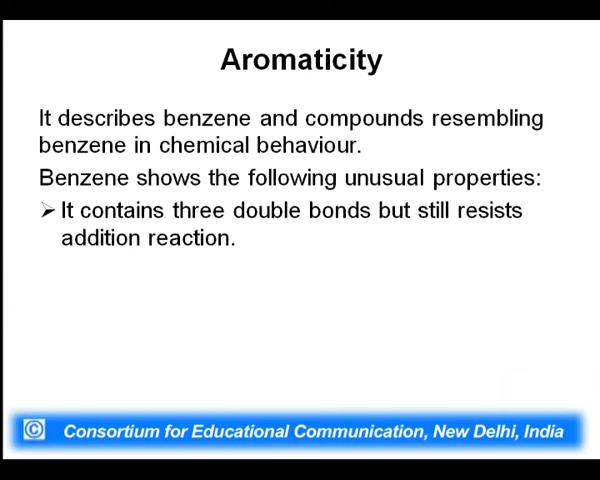 Aromaticity
It describes benzene and compounds resembling
benzene in chemical behaviour.
Benzene shows the following unusual properties:
➢ It contains three double bonds but still resists
addition reaction.
© Consortium for Educational Communication, New Delhi, India